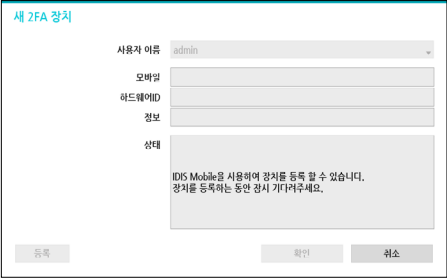 새 2FA 장치
사용자 이름 admin
모바일
하드웨어ID
정보
상태
IDIS Mobile을 사용하여 장치를 등록 할 수 있습니다.
장치를 등록하는 동안 잠시 기다려주세요.
등록 확인 취소